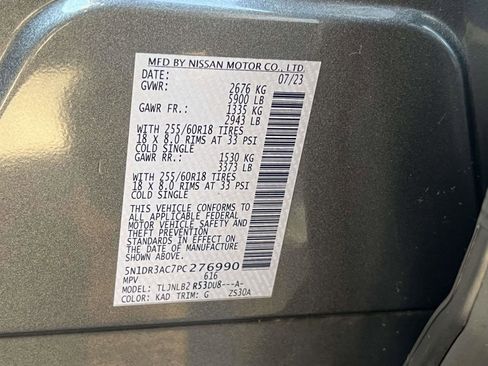 MFD BY NISSAN MOTOR CO., LTD.
DATE: 07/23
GVWR: 2676 KG
5900 LB
GAWR FR.: 1335 KG
2943 LB
WITH 255/60R18 TIRES
18 X 8.0 RIMS AT 33 PSI
COLD SINGLE
GAWR RR.: 1530 KG
3373 LB
WITH 255/60R18 TIRES
18 X 8.0 RIMS AT 33 PSI
COLD SINGLE
THIS VEHICLE CONFORMS TO
ALL APPLICABLE FEDERAL
MOTOR VEHICLE SAFETY AND
THEFT PREVENTION
STANDARDS IN EFFECT ON THE
DATE OF MANUFACTURE
SHOWN ABOVE.
5N1DR3AC7PC276990
MPV 616
MODEL: TLJNLB2 R53DU8---A-
COLOR: KAD TRIM: G ZS30A